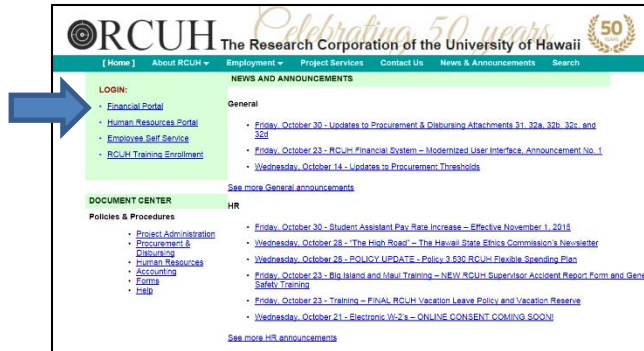 Celebrating 50 years
RCUH The Research Corporation of the University of Hawaii
50
YEARS
[ Home ] About RCUH Employment Project Services Contact Us News & Announcements Search
LOGIN:
Financial Portal
Human Resources Portal
Employee Self Service
RCUH Training Enrollment
DOCUMENT CENTER
Policies & Procedures
Project Administration
Procurement &
Disbursing
Human Resources
Accounting
Forms
Help
NEWS AND ANNOUNCEMENTS
General
Friday, October 30 - Updates to Procurement & Disbursing Attachments 31, 32a, 32b, 32c, and
32d
Friday, October 23 - RCUH Financial System – Modernized User Interface, Announcement No. 1
Wednesday, October 14 - Updates to Procurement Thresholds
See more General announcements
HR
Friday, October 30 - Student Assistant Pay Rate Increase – Effective November 1, 2015
Wednesday, October 28 - "The High Road" – The Hawaii State Ethics Commission's Newsletter
Wednesday, October 28 - POLICY UPDATE - Policy 3.530 RCUH Flexible Spending Plan
Friday, October 23 - Big Island and Maui Training – NEW RCUH Supervisor Accident Report Form and Gene
Safety Training
Friday, October 23 - Training – FINAL RCUH Vacation Leave Policy and Vacation Reserve
Wednesday, October 21 - Electronic W-2's – ONLINE CONSENT COMING SOON!
See more HR announcements